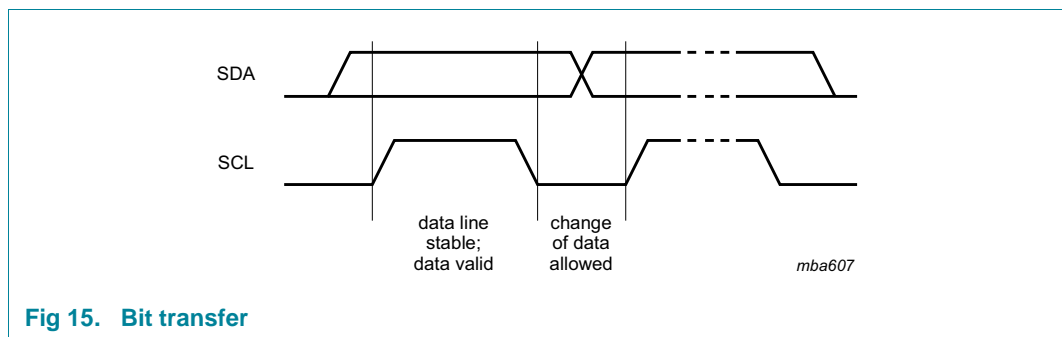 SDA
SCL
data line
stable;
data valid
change
of data
allowed
mba607
Fig 15. Bit transfer